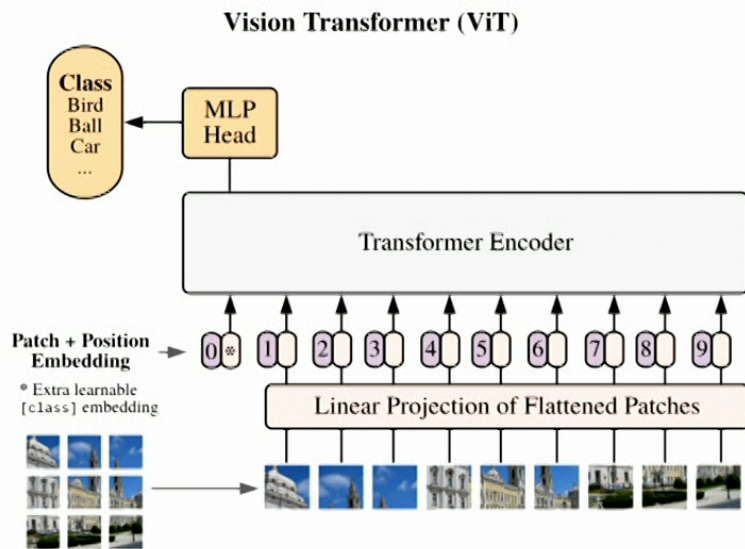 Vision Transformer (ViT)
Class
Bird
Ball
Car
...
MLP
Head
Transformer Encoder
Patch + Position
Embedding
0 * 1 2 3 4 5 6 7 8 9
* Extra learnable
[class] embedding
Linear Projection of Flattened Patches